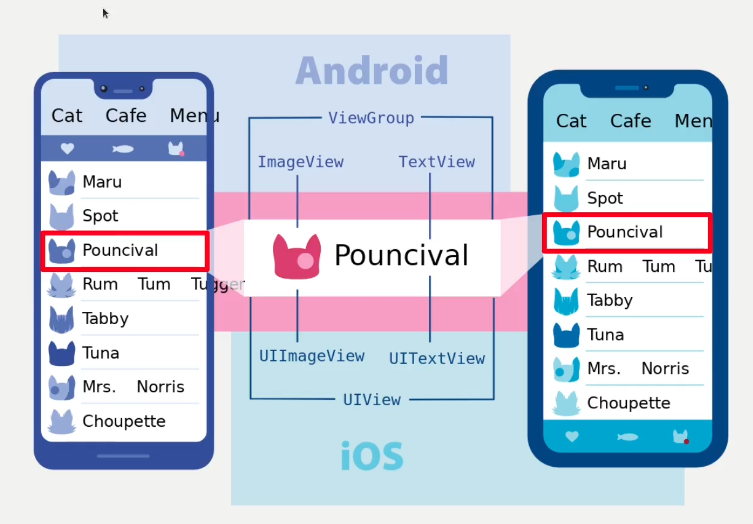 Android
Cat Cafe Menu
Maru
Spot
Pouncival
Rum Tum Tugger
Tabby
Tuna
Mrs. Norris
Choupette
ViewGroup
ImageView TextView
Pouncival
UIImageView UITextView
UIView
iOS
Cat Cafe Men
Maru
Spot
Pouncival
Rum Tum Tu
Tabby
Tuna
Mrs. Norris
Choupette